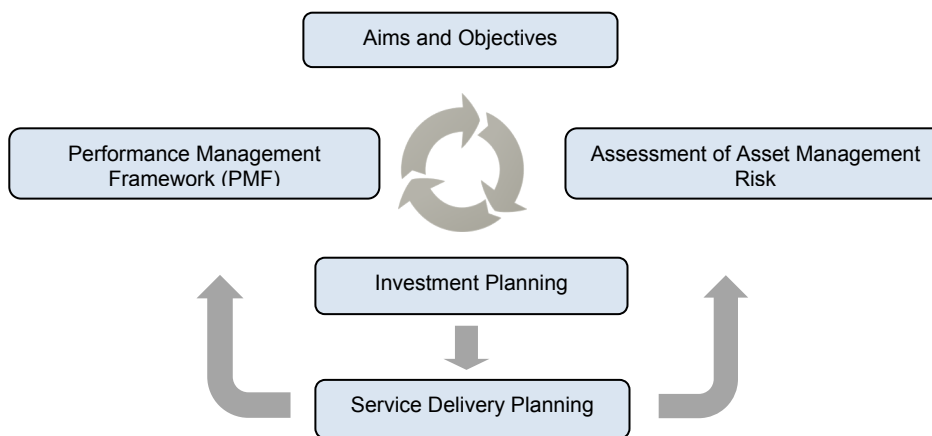 Aims and Objectives
Performance Management
Framework (PMF)
Assessment of Asset Management
Risk
Investment Planning
Service Delivery Planning